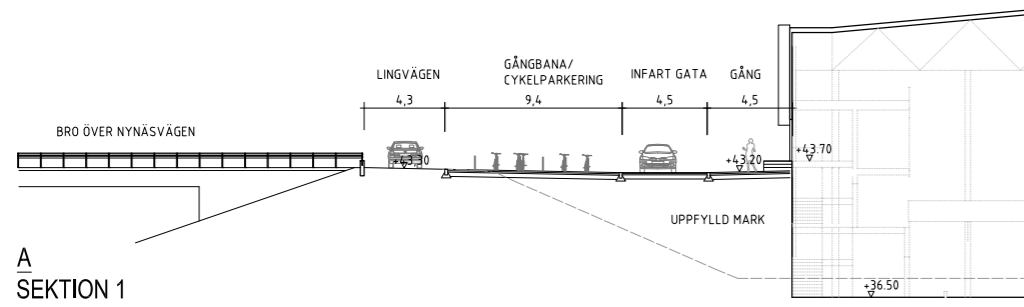 LINGVÄGEN
GÅNGBANA/
CYKELPARKERING
INFART GATA
GÅNG
4,3
9,4
4,5
4,5
BRO ÖVER NYNÄSVÄGEN
+43.30
+43.20
+43.70
UPPFYLLD MARK
+36.50
A
SEKTION 1